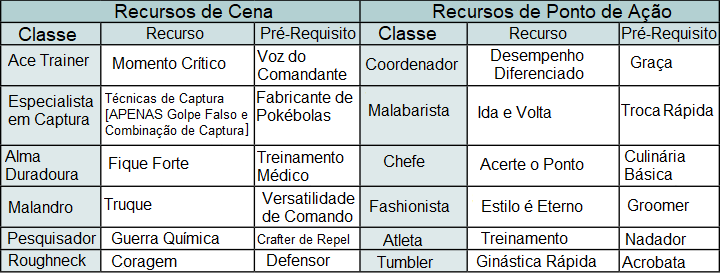 Recursos de Cena Recursos de Ponto de Ação
Classe Recurso Pré-Requisito Classe Recurso Pré-Requisito
Ace Trainer Momento Crítico Voz do Comandante Coordenador Desempenho Diferenciado Graça
Especialista em Captura Técnicas de Captura [APENAS Golpe Falso e Combinação de Captura] Fabricante de Pokébolas Malabarista Ida e Volta Troca Rápida
Alma Duradoura Fique Forte Treinamento Médico Chefe Acerte o Ponto Culinária Básica
Malandro Truque Versatilidade de Comando Fashionista Estilo é Eterno Groomer
Pesquisador Guerra Química Crafter de Repel Atleta Treinamento Nadador
Roughneck Coragem Defensor Tumbler Ginástica Rápida Acrobata